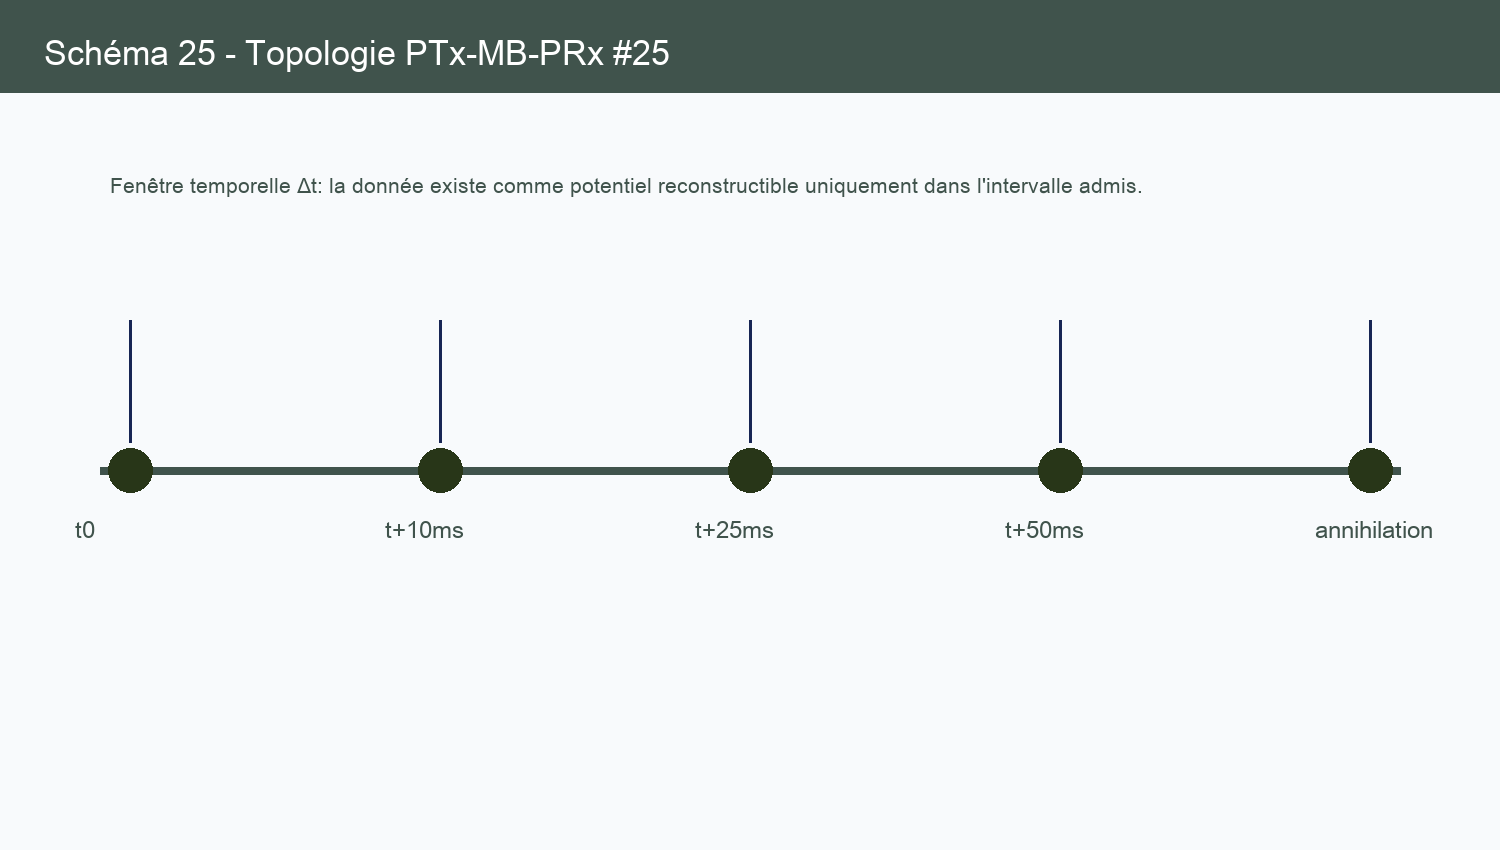 Schéma 25 - Topologie PTx-MB-PRx #25
Fenêtre temporelle Δt: la donnée existe comme potentiel reconstructible uniquement dans l'intervalle admis.
t0
t+10ms
t+25ms
t+50ms
annihilation